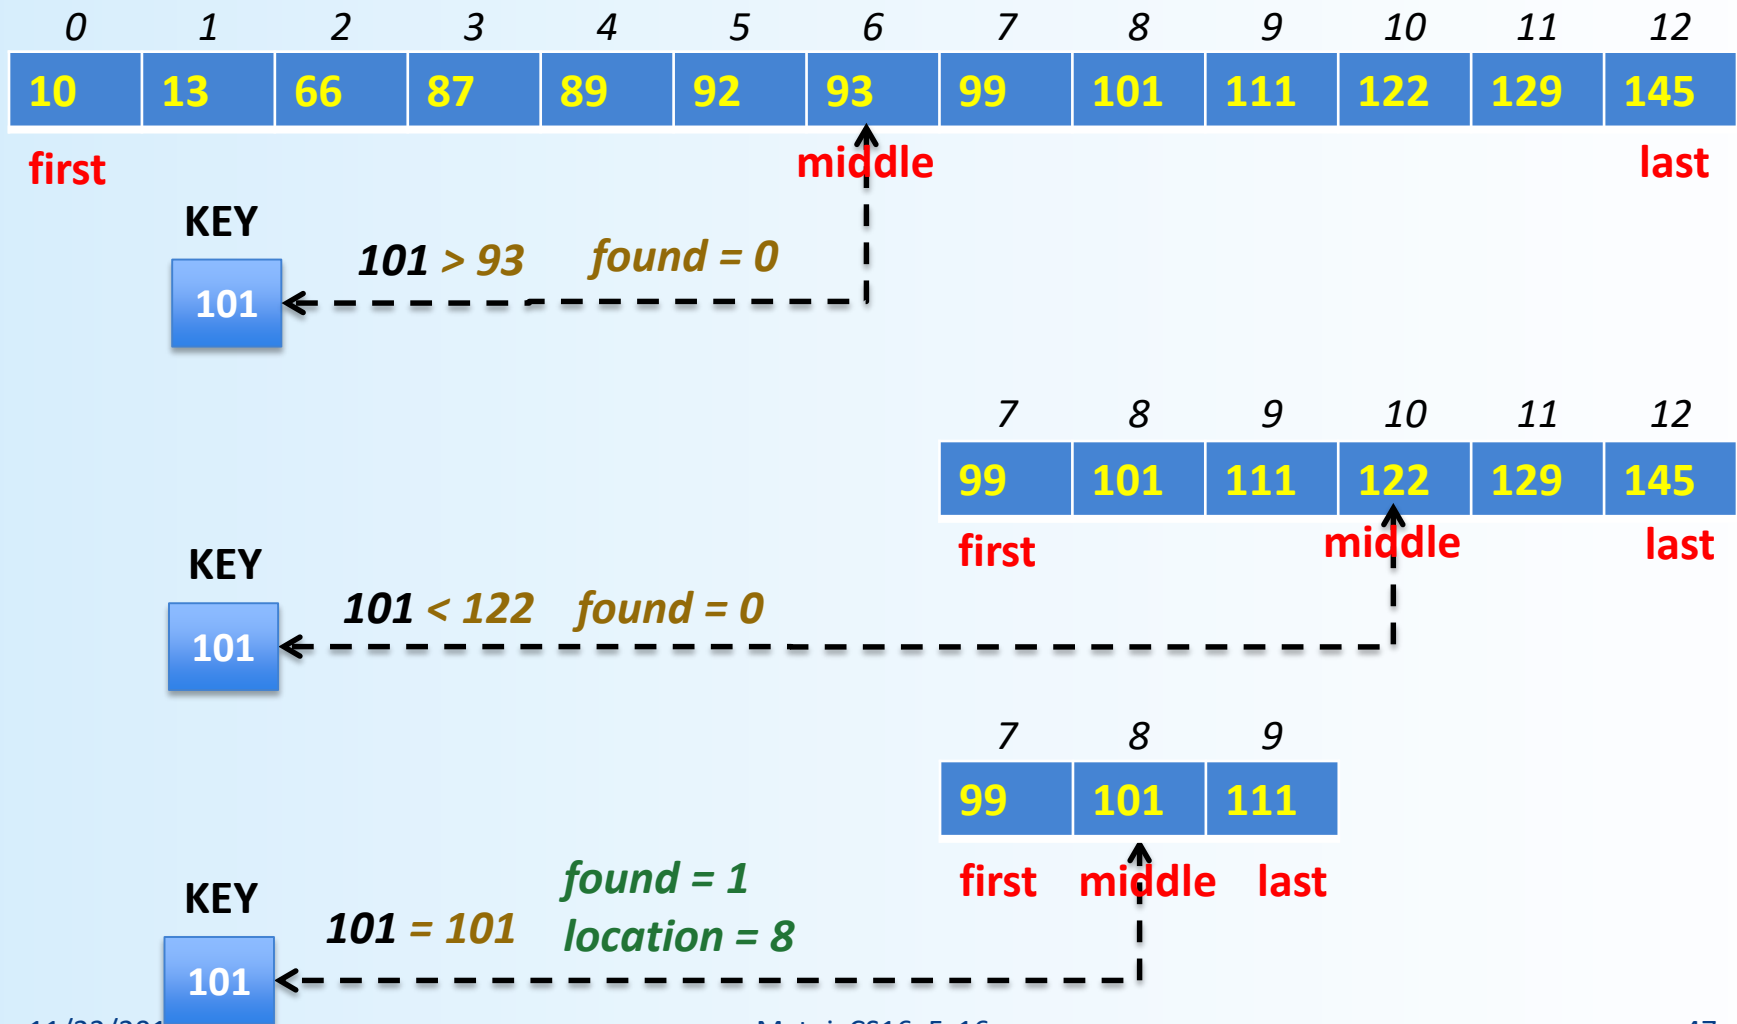 0 1 2 3 4 5 6 7 8 9 10 11 12
10 13 66 87 89 92 93 99 101 111 122 129 145
first middle last
KEY
101 > 93 found = 0
101
7 8 9 10 11 12
99 101 111 122 129 145
first middle last
KEY
101 < 122 found = 0
101
7 8 9
99 101 111
first middle last
KEY
found = 1
101 = 101
location = 8
101